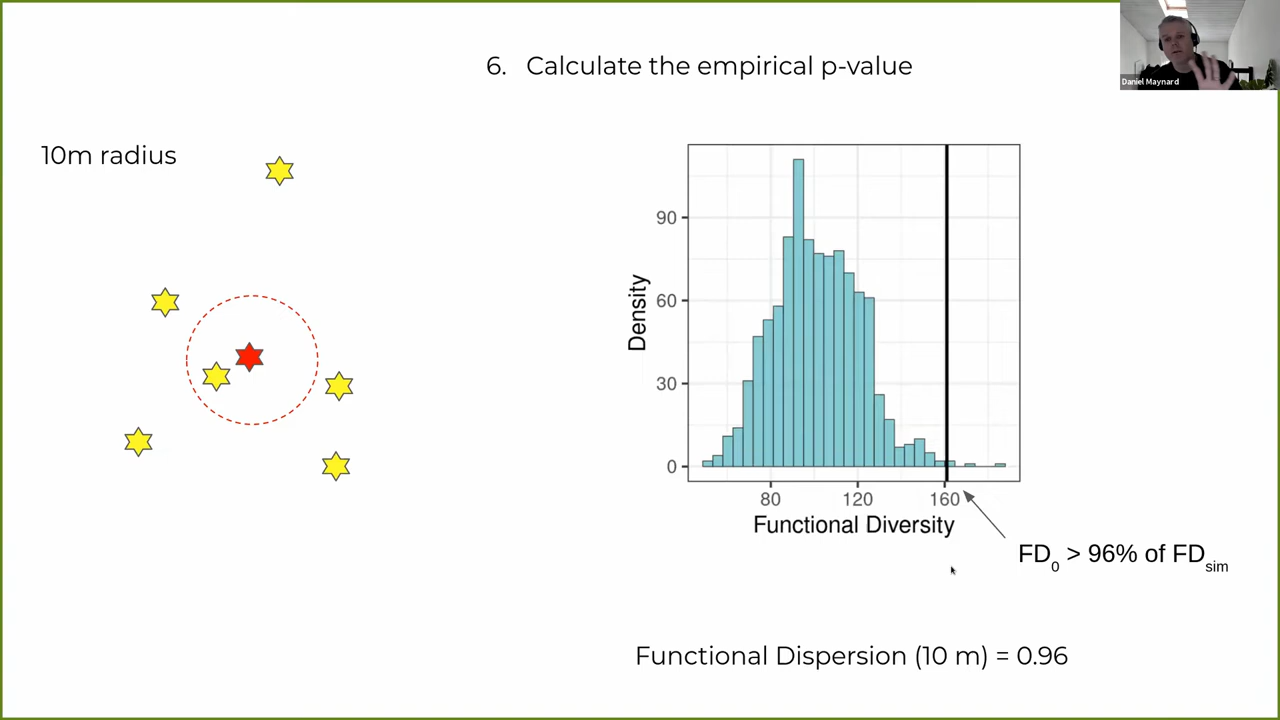 6. Calculate the empirical p-value
Daniel Maynard
10m radius
90
60
30
0
Density
80 120 160
Functional Diversity
FD0 > 96% of FDsim
Functional Dispersion (10 m) = 0.96